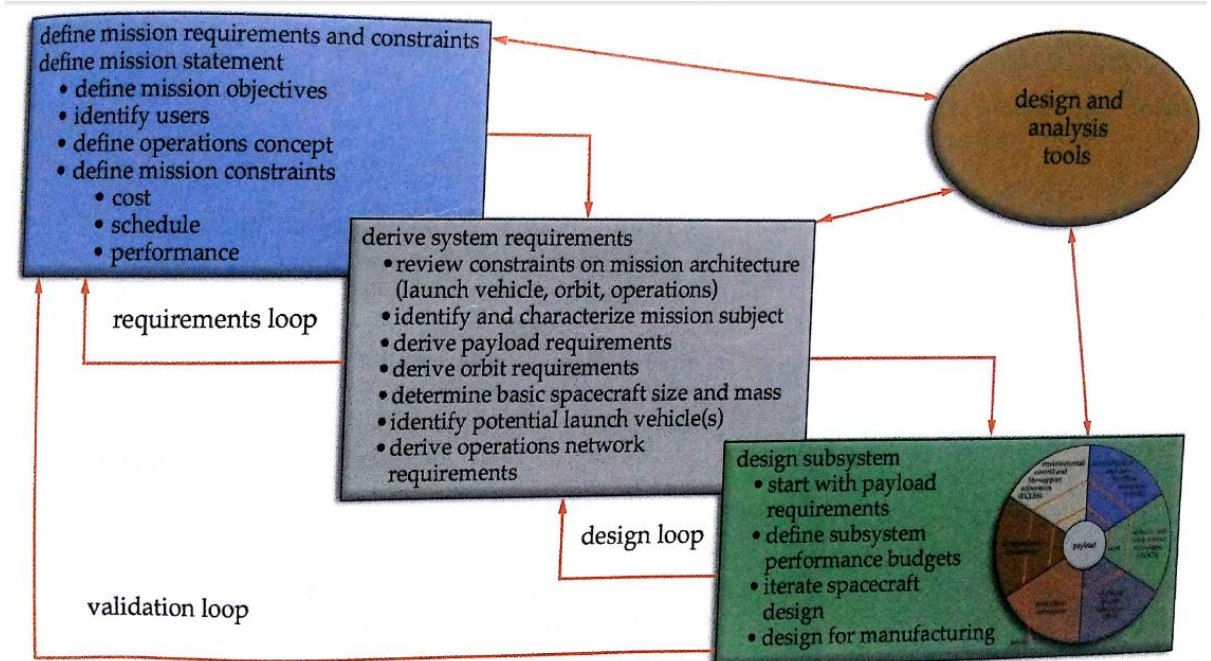 define mission requirements and constraints
define mission statement
• define mission objectives
• identify users
• define operations concept
• define mission constraints
• cost
• schedule
• performance
design and
analysis
tools
derive system requirements
• review constraints on mission architecture
(launch vehicle, orbit, operations)
• identify and characterize mission subject
• derive payload requirements
• derive orbit requirements
• determine basic spacecraft size and mass
• identify potential launch vehicle(s)
• derive operations network
requirements
requirements loop
design subsystem
• start with payload
requirements
• define subsystem
performance budgets
• iterate spacecraft
design
• design for manufacturing
payload
design loop
validation loop